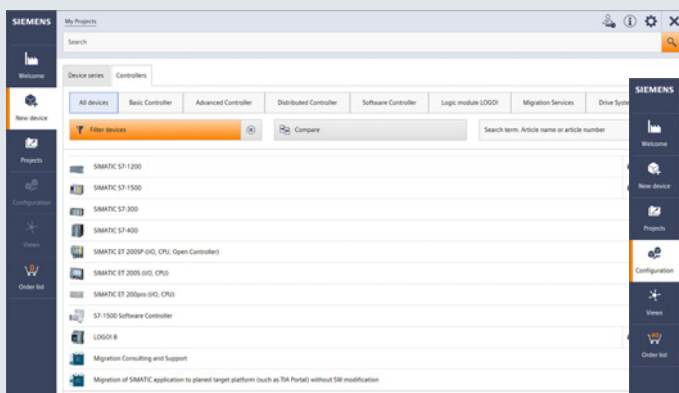 SIEMENS
My Projects
Search
Welcome
New device
Projects
Configuration
Views
Order list
Device series Controllers
All devices Basic Controller Advanced Controller Distributed Controller Software Controller Logic module LOGO! Migration Services
Filter devices Compare Search term: Article name or article number
SIMATIC S7-1200
SIMATIC S7-1500
SIMATIC S7-300
SIMATIC S7-400
SIMATIC ET 200SP (IO, CPU, Open Controller)
SIMATIC ET 200S (IO, CPU)
SIMATIC ET 200pro (IO, CPU)
S7-1500 Software Controller
LOGO! 8
Migration Consulting and Support
Migration of SIMATIC application to planed target platform (such as TIA Portal) without SW modification
SIEMENS
Welcome
New device
Projects
Configuration
Views
Order list